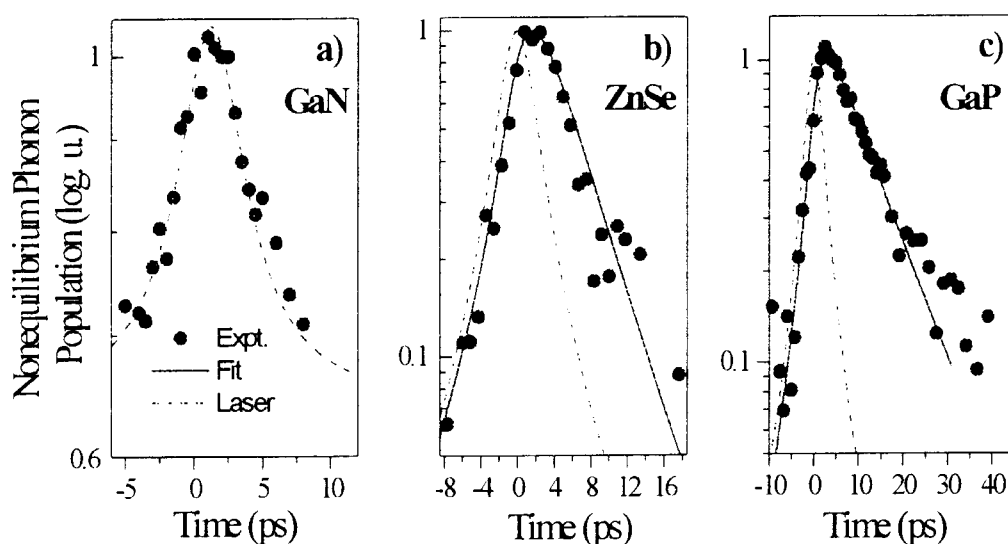 Nonequilibrium Phonon
Population (log. u.)
a)
GaN
1
0.6
Expt.
Fit
Laser
-5 0 5 10
Time (ps)
b)
ZnSe
1
0.1
-8 -4 0 4 8 12 16
Time (ps)
c)
GaP
1
0.1
-10 0 10 20 30 40
Time (ps)